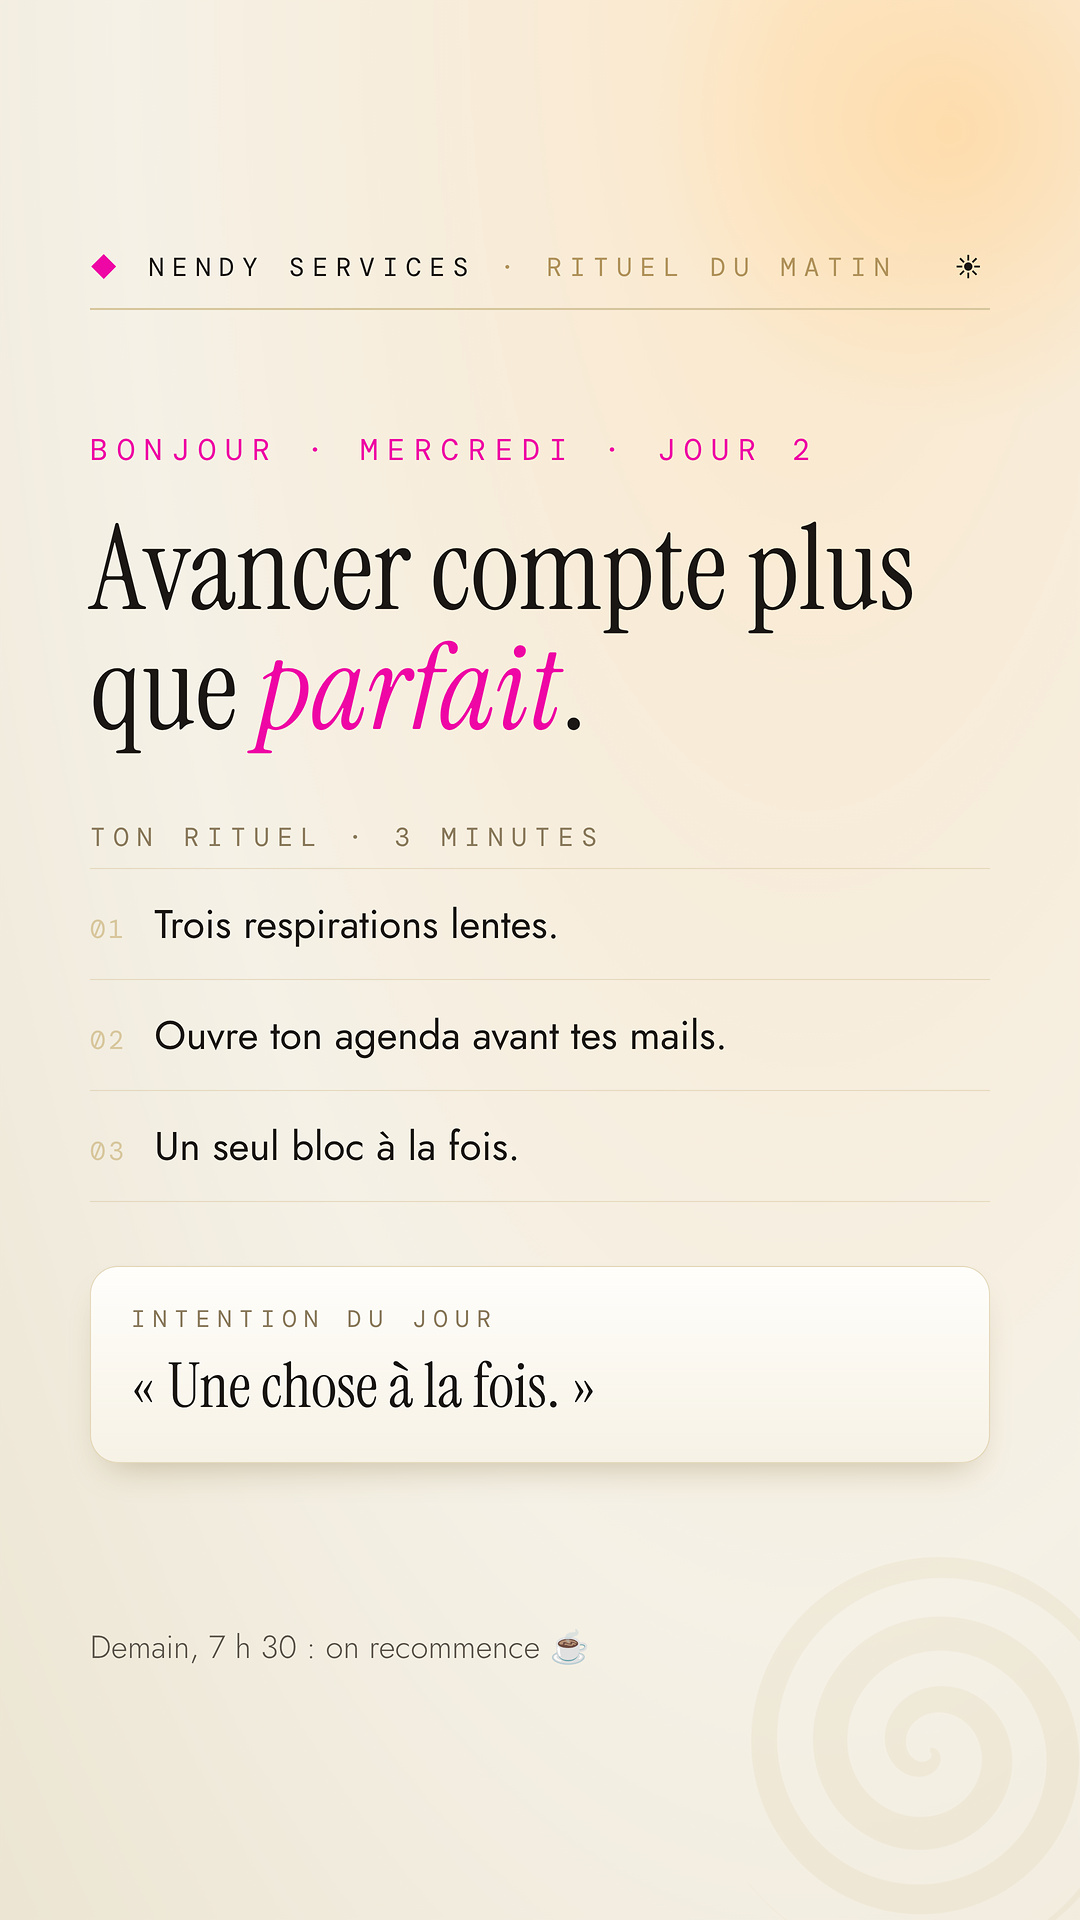 ◆ NENDY SERVICES · RITUEL DU MATIN ☀
BONJOUR · MERCREDI · JOUR 2
Avancer compte plus
que parfait.
TON RITUEL · 3 MINUTES
01 Trois respirations lentes.
02 Ouvre ton agenda avant tes mails.
03 Un seul bloc à la fois.
INTENTION DU JOUR
« Une chose à la fois. »
Demain, 7 h 30 : on recommence ☕